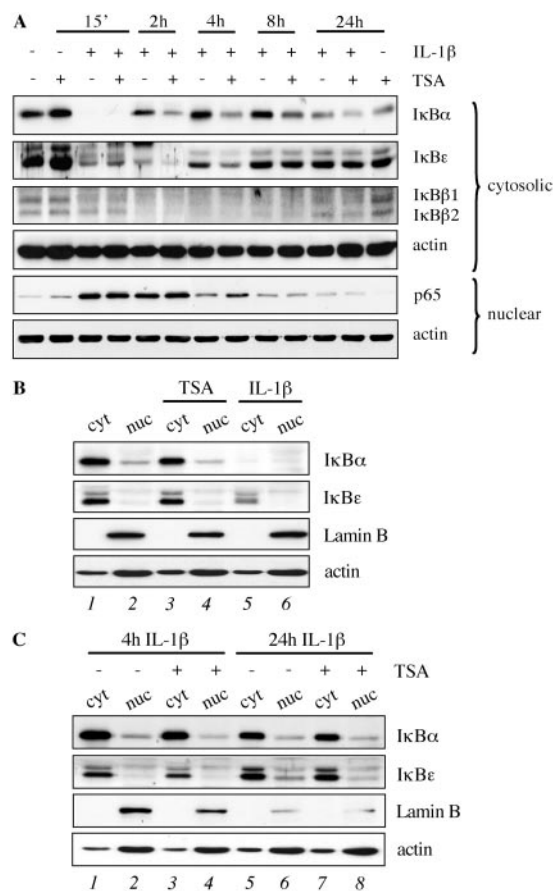 A
15’ 2h 4h 8h 24h
- - + + + + + + + + + + - IL-1β
- + - + - + - + - + - + + TSA
IκBα
IκBε
IκBβ1
IκBβ2
actin
cytosolic
p65
actin
nuclear
B
TSA IL-1β
cyt nuc cyt nuc cyt nuc
IκBα
IκBε
Lamin B
actin
1 2 3 4 5 6
C
4h IL-1β 24h IL-1β
- - + + - - + + TSA
cyt nuc cyt nuc cyt nuc cyt nuc
IκBα
IκBε
Lamin B
actin
1 2 3 4 5 6 7 8